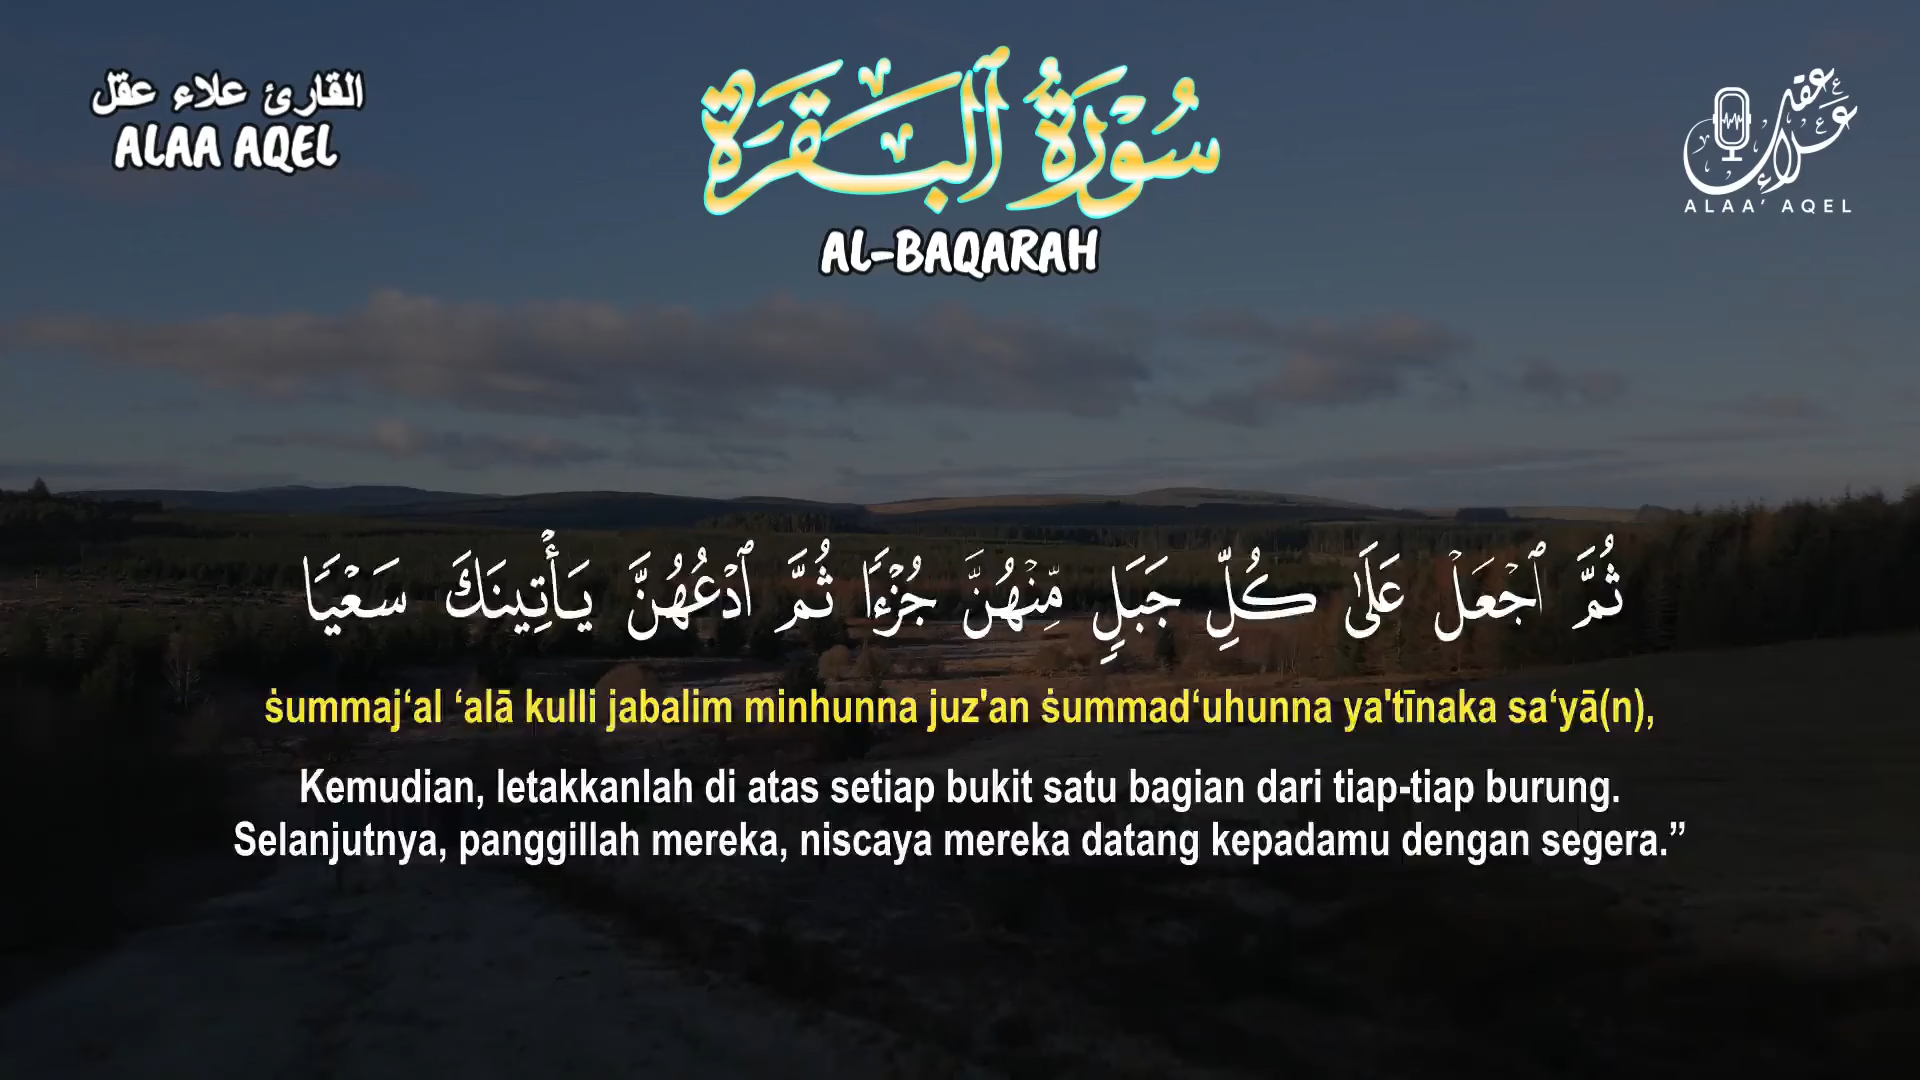 القارئ علاء عقل
ALAA AQEL
سُورَةُ ٱلبَقَرَة
AL-BAQARAH
علاء عقل
ALAA' AQEL
ثُمَّ ٱجْعَلْ عَلَىٰ كُلِّ جَبَلٍ مِّنْهُنَّ جُزْءًا ثُمَّ ٱدْعُهُنَّ يَأْتِينَكَ سَعْيًا
ṡummaj‘al ‘alā kulli jabalim minhunna juz'an ṡummad‘uhunna ya'tīnaka sa‘yā(n),
Kemudian, letakkanlah di atas setiap bukit satu bagian dari tiap-tiap burung.
Selanjutnya, panggillah mereka, niscaya mereka datang kepadamu dengan segera.”